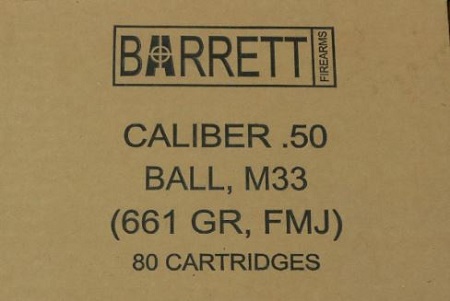 BARRETT FIREARMS
CALIBER .50
BALL, M33
(661 GR, FMJ)
80 CARTRIDGES